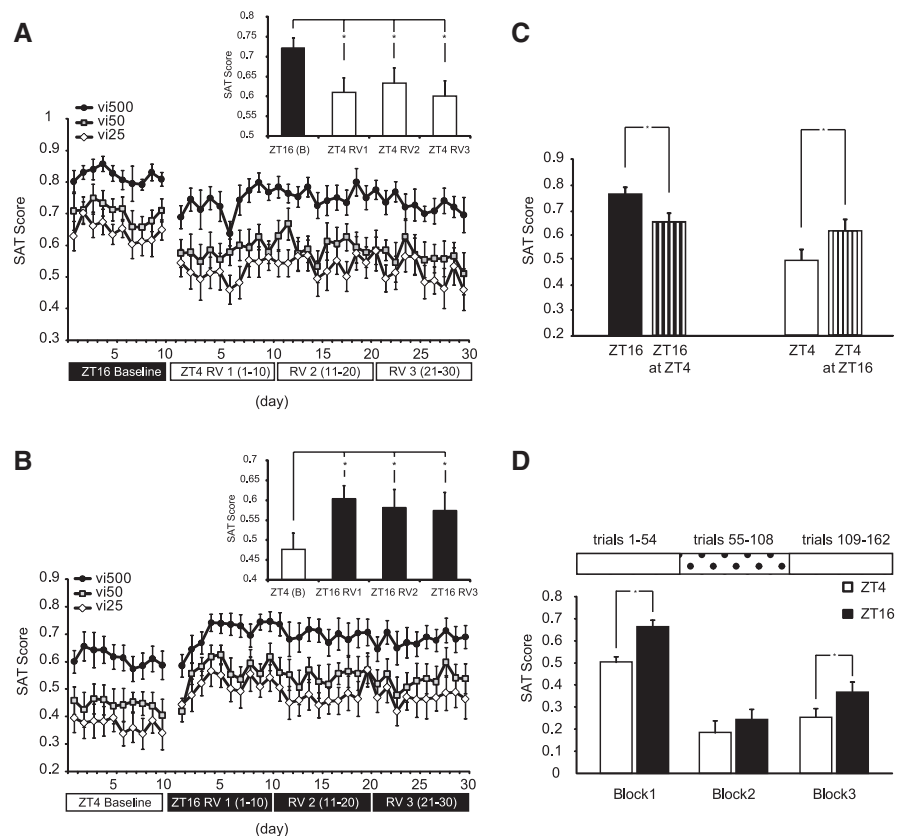 A
0.8
0.75
0.7
0.65
0.6
0.55
0.5
SAT Score
* * *
ZT16 (B) ZT4 RV1 ZT4 RV2 ZT4 RV3
vi500
vi50
vi25
1
0.9
0.8
0.7
0.6
0.5
0.4
0.3
SAT Score
5 10 5 10 15 20 25 30
ZT16 Baseline ZT4 RV 1 (1-10) RV 2 (11-20) RV 3 (21-30)
(day)
B
0.7
0.65
0.6
0.55
0.5
0.45
0.4
SAT Score
* * *
ZT4 (B) ZT16 RV1 ZT16 RV2 ZT16 RV3
vi500
vi50
vi25
0.9
0.8
0.7
0.6
0.5
0.4
0.3
0.2
SAT Score
5 10 5 10 15 20 25 30
ZT4 Baseline ZT16 RV 1 (1-10) RV 2 (11-20) RV 3 (21-30)
(day)
C
* *
0.9
0.8
0.7
0.6
0.5
0.4
0.3
0.2
SAT Score
ZT16 ZT16 ZT4 ZT4
at ZT4 at ZT16
D
trials 1-54 trials 55-108 trials 109-162
ZT4
ZT16
* *
0.8
0.7
0.6
0.5
0.4
0.3
0.2
0.1
0
SAT Score
Block1 Block2 Block3